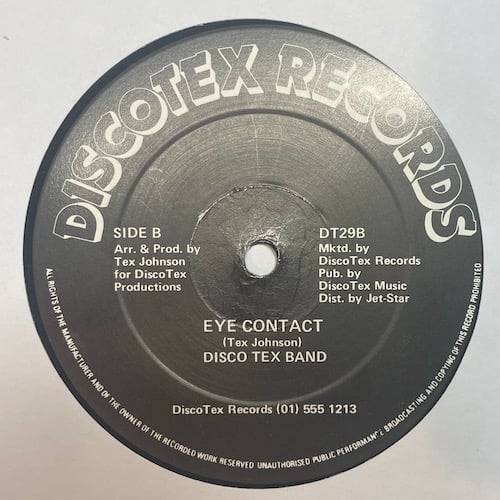 DISCOTEX RECORDS
SIDE B
Arr. & Prod. by
Tex Johnson
for DiscoTex
Productions
DT29B
Mktd. by
DiscoTex Records
Pub. by
DiscoTex Music
Dist. by Jet-Star
EYE CONTACT
(Tex Johnson)
DISCO TEX BAND
DiscoTex Records (01) 555 1213
ALL RIGHTS OF THE MANUFACTURER AND OF THE OWNER OF THE RECORDED WORK RESERVED UNAUTHORISED PUBLIC PERFORMANCE BROADCASTING AND COPYING OF THIS RECORD PROHIBITED